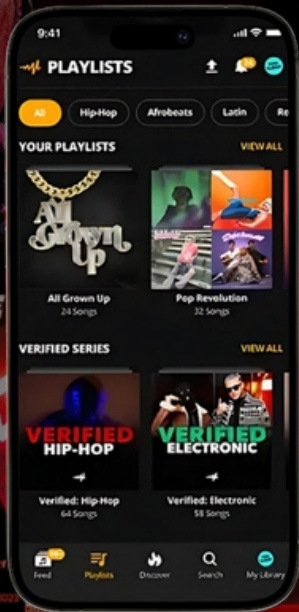 9:41
PLAYLISTS
All Hip-Hop Afrobeats Latin Re
YOUR PLAYLISTS VIEW ALL
All Grown Up
All Grown Up Pop Revolution
24 Songs 32 Songs
VERIFIED SERIES VIEW ALL
VERIFIED VERIFIED
HIP-HOP ELECTRONIC
Verified: Hip-Hop Verified: Electronic
64 Songs 58 Songs
Feed Playlists Discover Search My Library